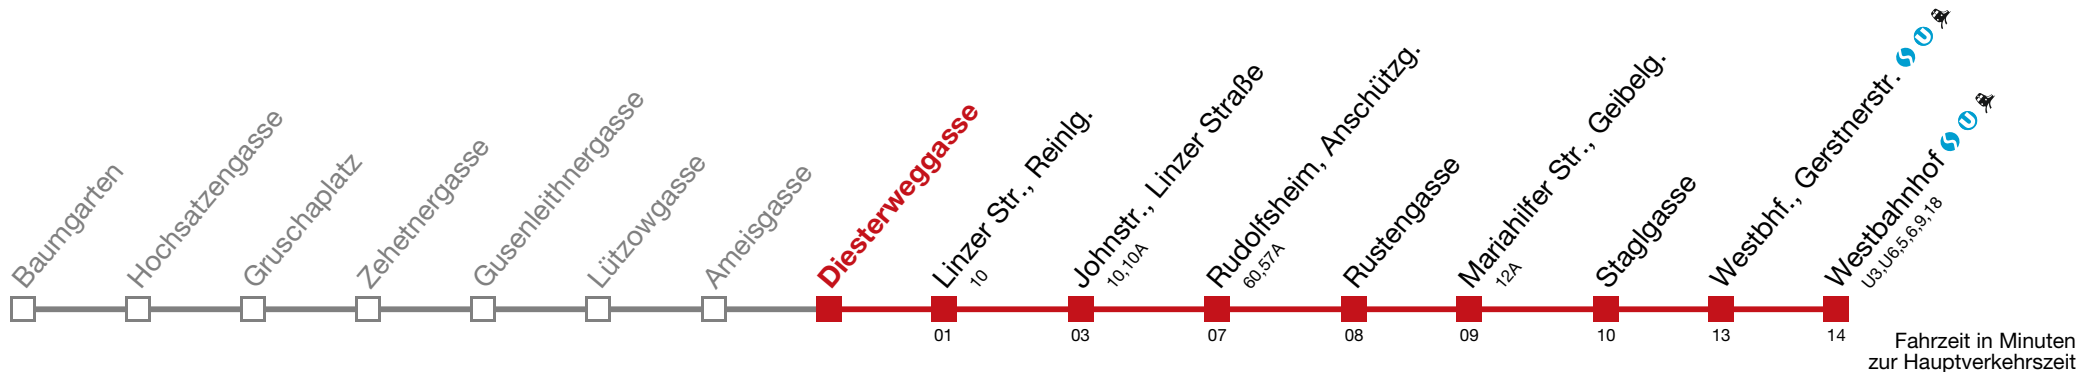 Baumgarten
Hochsatzengasse
Gruschaplatz
Zehetnergasse
Gusenleithnergasse
Lützowgasse
Ameisgasse
Diesterweggasse
Linzer Str., Reinlg.
10
Johnstr., Linzer Straße
10,10A
Rudolfsheim, Anschützg.
60,57A
Rustengasse
Mariahilfer Str., Geibelg.
12A
Staglgasse
Westbhf., Gerstnerstr. S U
Westbahnhof S U
U3,U6,5,6,9,18
01 03 07 08 09 10 13 14
Fahrzeit in Minuten
zur Hauptverkehrszeit